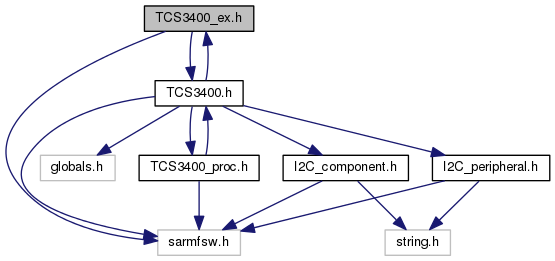 TCS3400_ex.h
TCS3400.h
globals.h
TCS3400_proc.h
I2C_component.h
I2C_peripheral.h
sarmfsw.h
string.h